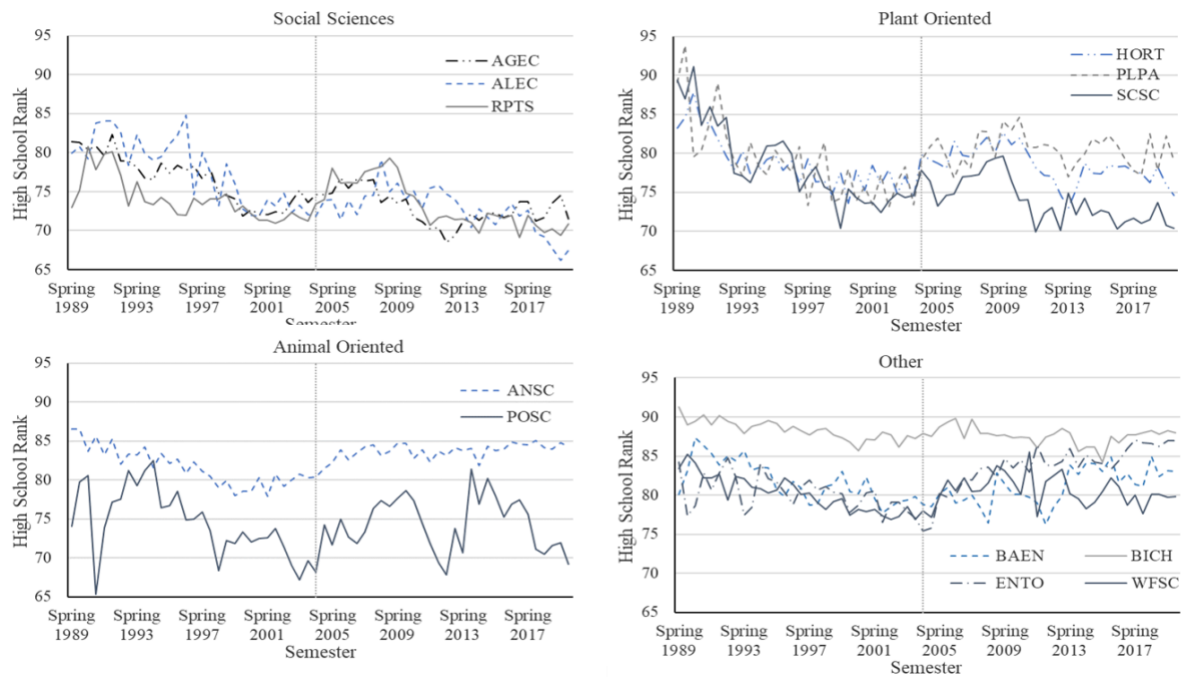 Social Sciences
95
90
85
80
75
70
65
High School Rank
AGEC
ALEC
RPTS
Spring Spring Spring Spring Spring Spring Spring Spring
1989 1993 1997 2001 2005 2009 2013 2017
Semester
Plant Oriented
95
90
85
80
75
70
65
High School Rank
HORT
PLPA
SCSC
Spring Spring Spring Spring Spring Spring Spring Spring
1989 1993 1997 2001 2005 2009 2013 2017
Semester
Animal Oriented
95
90
85
80
75
70
65
High School Rank
ANSC
POSC
Spring Spring Spring Spring Spring Spring Spring Spring
1989 1993 1997 2001 2005 2009 2013 2017
Semester
Other
95
90
85
80
75
70
65
High School Rank
BAEN BICH
ENTO WFSC
Spring Spring Spring Spring Spring Spring Spring Spring
1989 1993 1997 2001 2005 2009 2013 2017
Semester